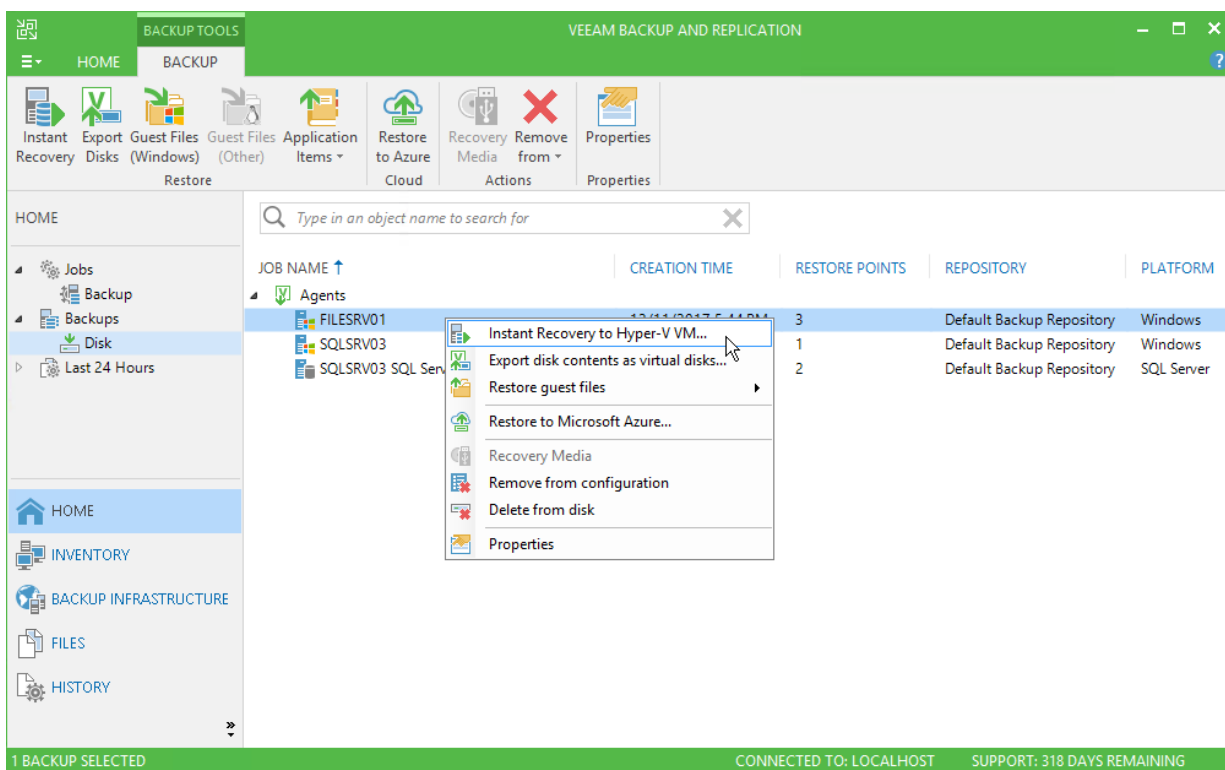 BACKUP TOOLS
VEEAM BACKUP AND REPLICATION
HOME
BACKUP
?
Instant Recovery
Export Disks
Guest Files (Windows)
Guest Files (Other)
Application Items
Restore to Azure
Recovery Media
Remove from
Properties
Restore
Cloud
Actions
Properties
HOME
Type in an object name to search for
Jobs
Backup
Backups
Disk
Last 24 Hours
JOB NAME CREATION TIME RESTORE POINTS REPOSITORY PLATFORM
Agents
FILESRV01 3 Default Backup Repository Windows
SQLSRV03 1 Default Backup Repository Windows
SQLSRV03 SQL 2 Default Backup Repository SQL Server
Instant Recovery to Hyper-V VM...
Export disk contents as virtual disks...
Restore guest files
Restore to Microsoft Azure...
Recovery Media
Remove from configuration
Delete from disk
Properties
HOME
INVENTORY
BACKUP INFRASTRUCTURE
FILES
HISTORY
1 BACKUP SELECTED
CONNECTED TO: LOCALHOST
SUPPORT: 318 DAYS REMAINING